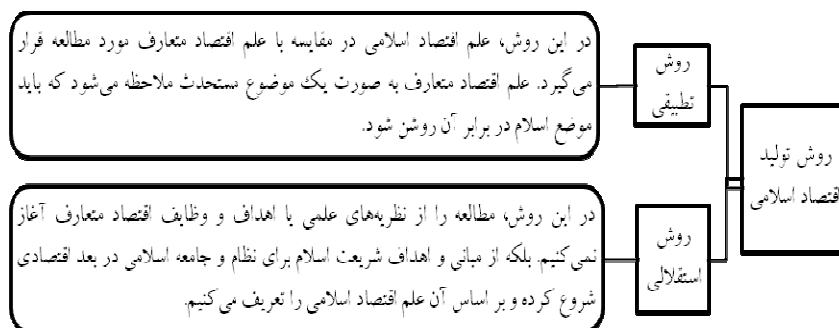 روش تولید
اقتصاد اسلامی
روش
تطبیقی
در این روش، علم اقتصاد اسلامی در مقایسه با علم اقتصاد متعارف مورد مطالعه قرار
می‌گیرد. علم اقتصاد متعارف به صورت یک موضوع مستحدث ملاحظه می‌شود که باید
موضع اسلام در برابر آن روشن شود.
روش
استقلالی
در این روش، مطالعه را از نظریه‌های علمی یا اهداف و وظایف اقتصاد متعارف آغاز
نمی‌کنیم. بلکه از مبانی و اهداف شریعت اسلام برای نظام و جامعه اسلامی در بعد اقتصادی
شروع کرده و بر اساس آن علم اقتصاد اسلامی را تعریف می‌کنیم.